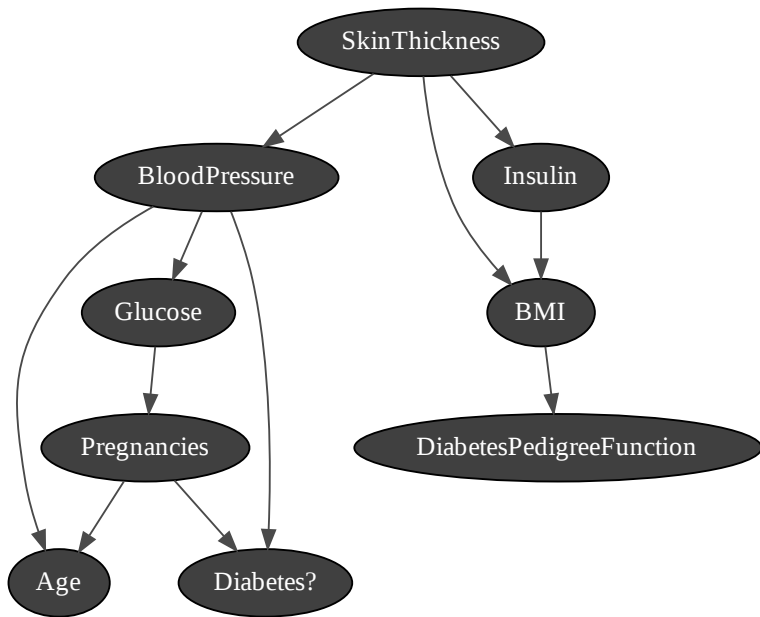 SkinThickness
BloodPressure
Insulin
Glucose
BMI
Pregnancies
DiabetesPedigreeFunction
Age
Diabetes?